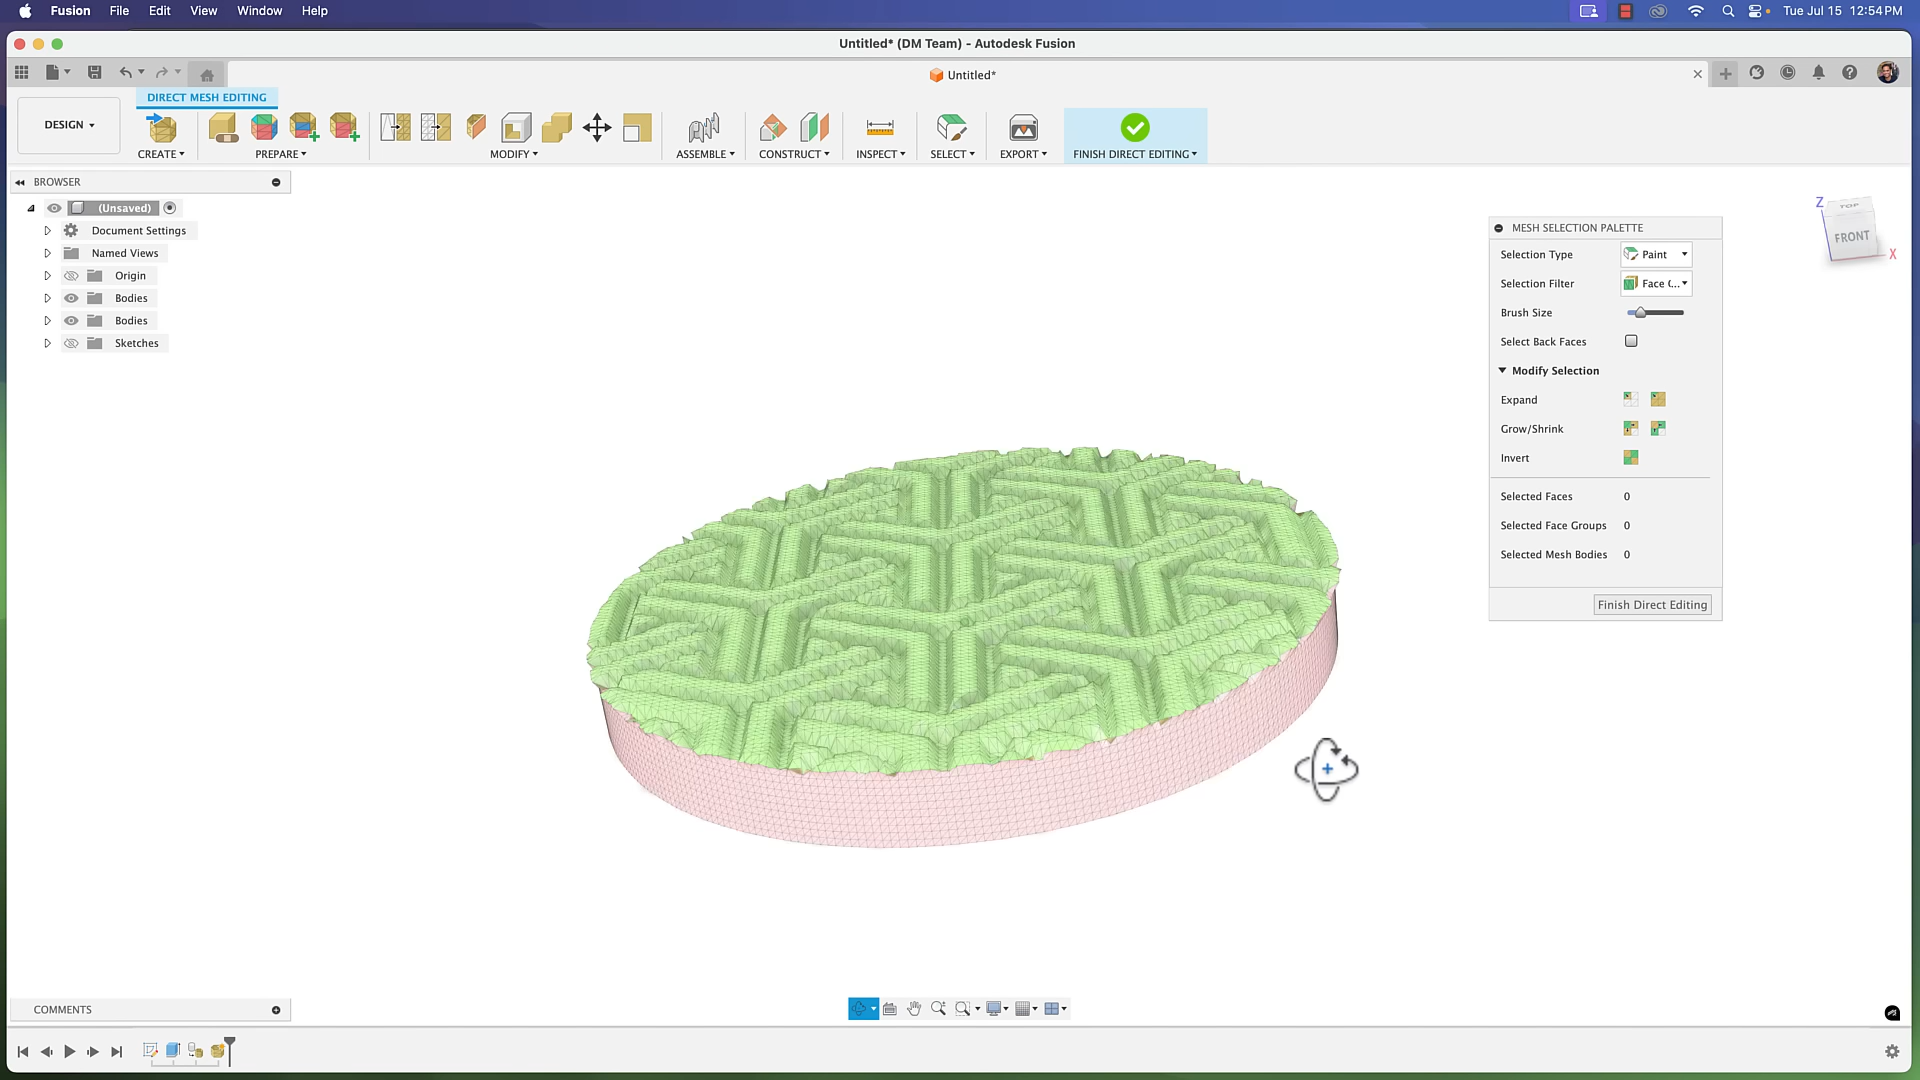 Fusion File Edit View Window Help Tue Jul 15 12:54 PM
Untitled* (DM Team) - Autodesk Fusion
Untitled*
DIRECT MESH EDITING
DESIGN
CREATE PREPARE MODIFY ASSEMBLE CONSTRUCT INSPECT SELECT EXPORT FINISH DIRECT EDITING
BROWSER
(Unsaved)
Document Settings
Named Views
Origin
Bodies
Bodies
Sketches
Z TOP
FRONT
X
MESH SELECTION PALETTE
Selection Type Paint
Selection Filter Face (...
Brush Size
Select Back Faces
Modify Selection
Expand
Grow/Shrink
Invert
Selected Faces 0
Selected Face Groups 0
Selected Mesh Bodies 0
Finish Direct Editing
COMMENTS